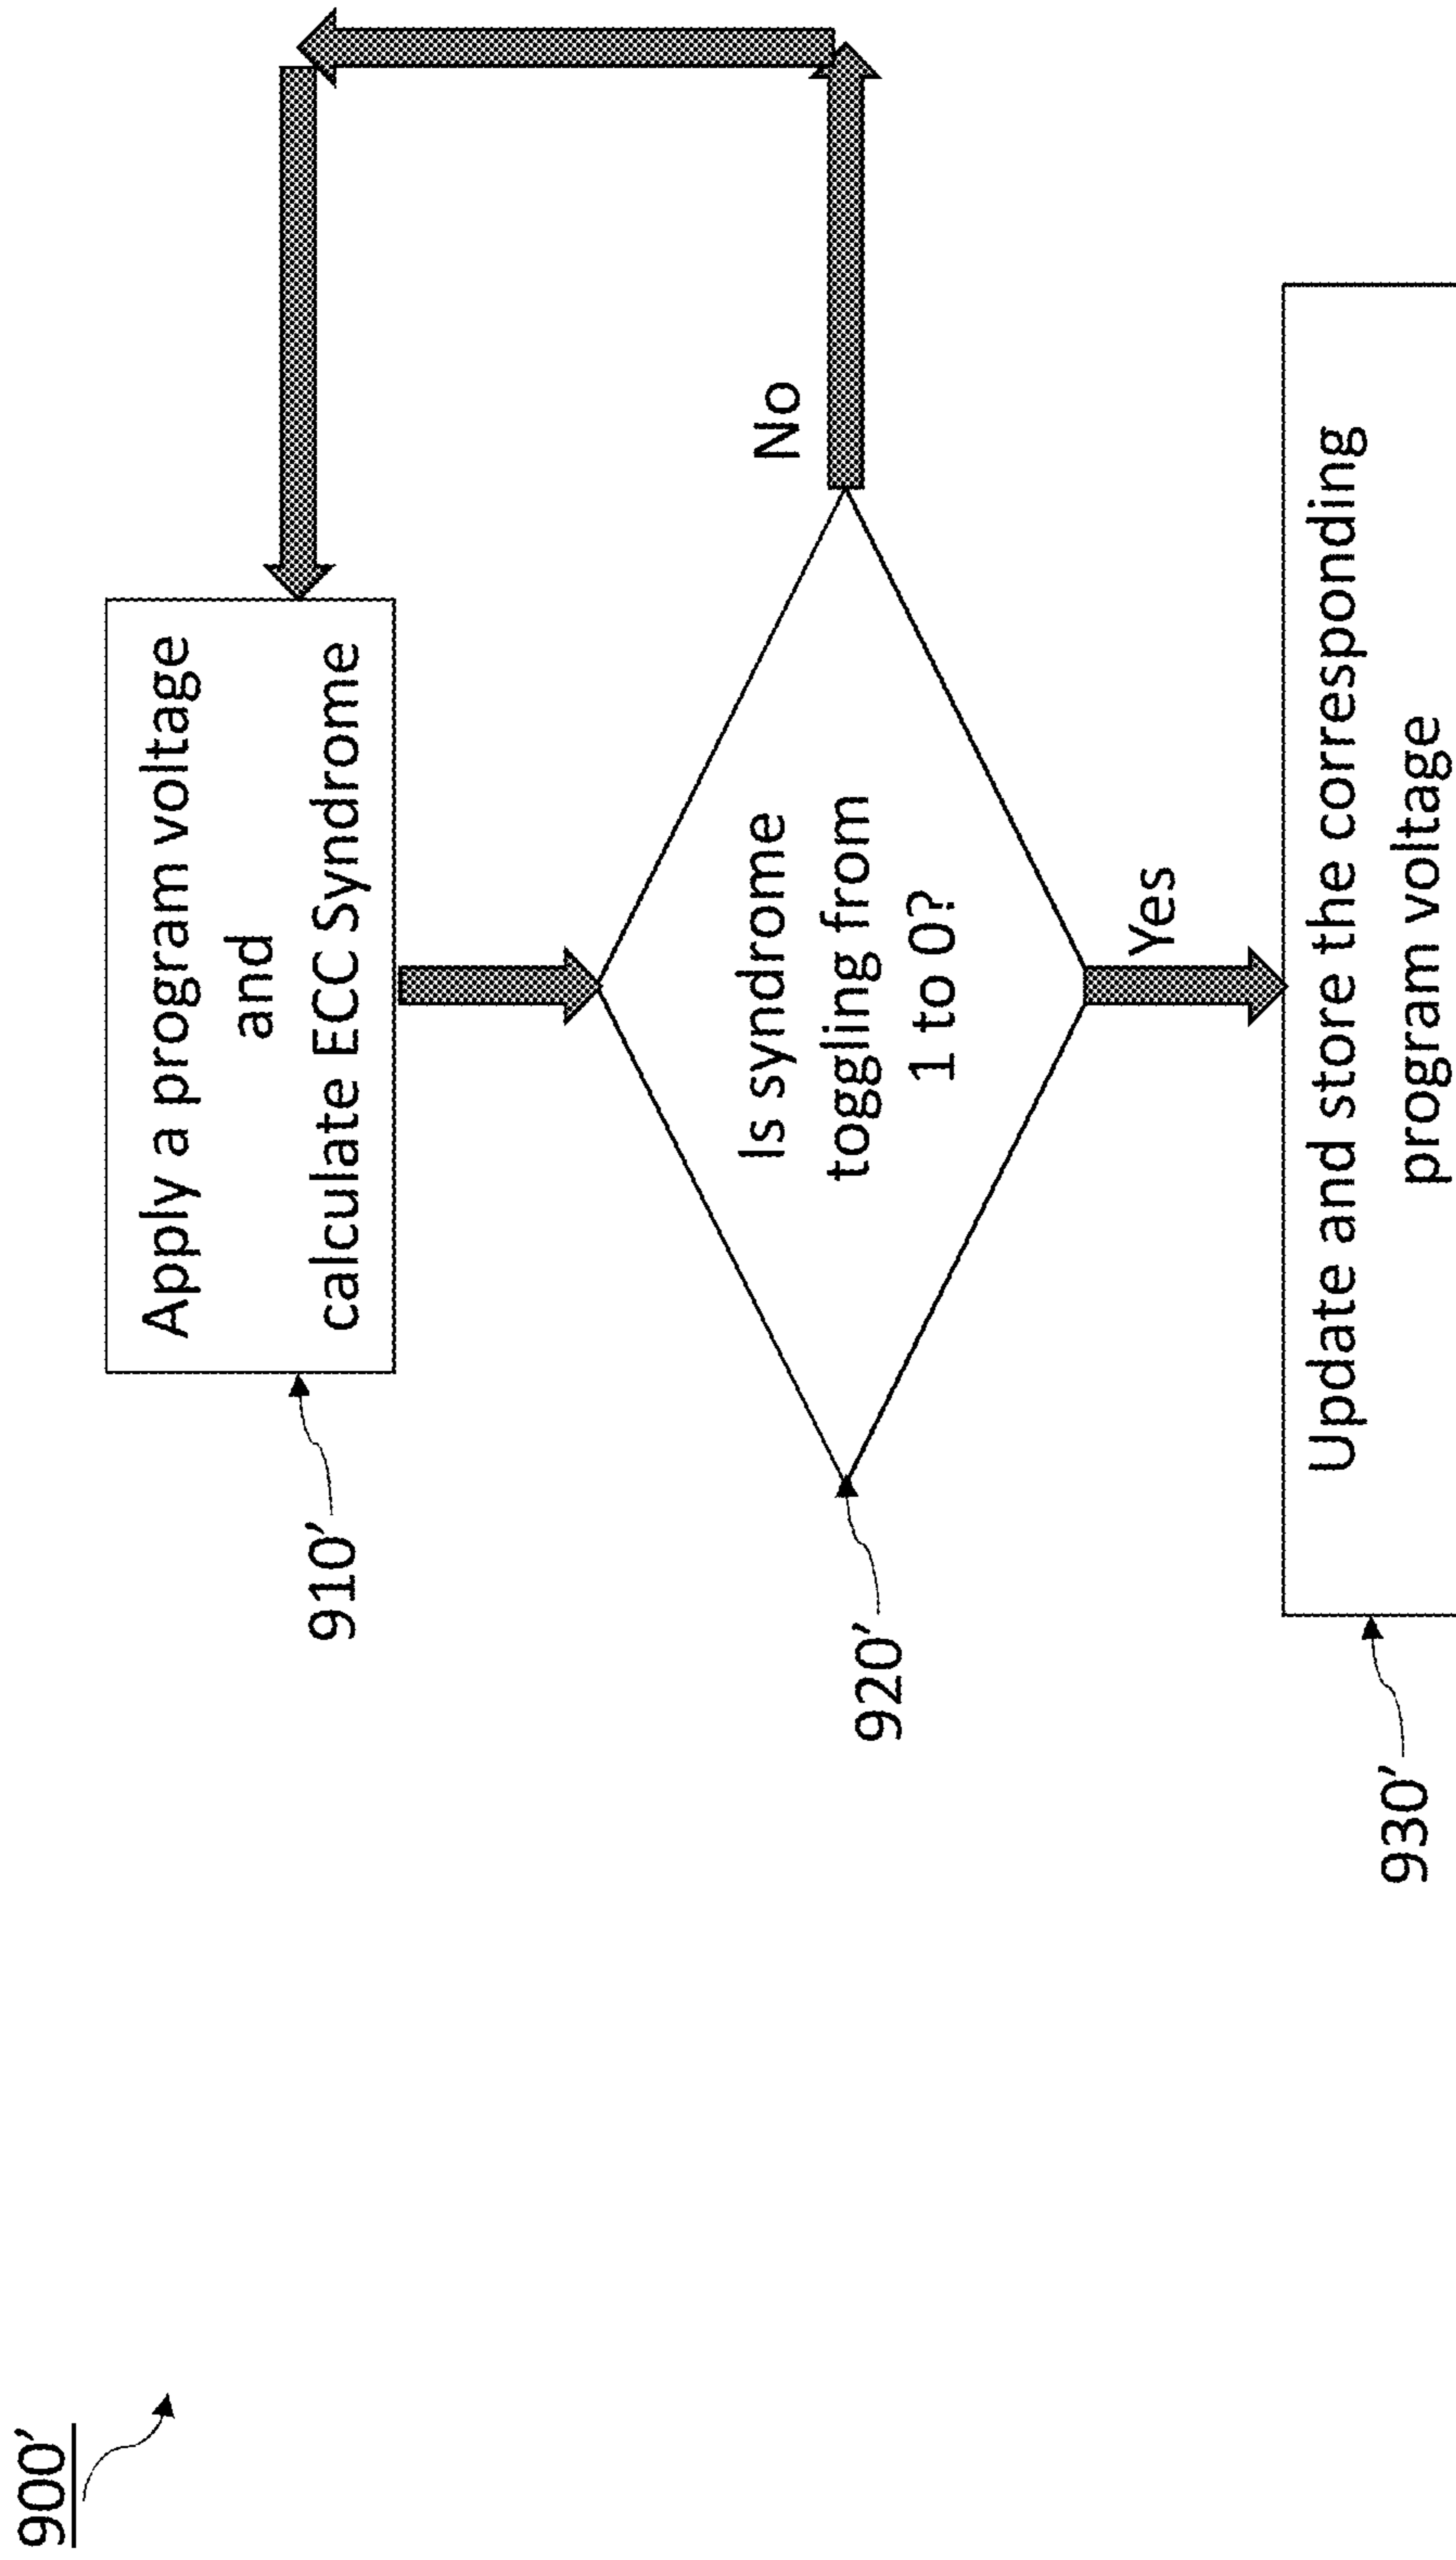 900′
910′
Apply a program voltage
and
calculate ECC Syndrome
920′
Is syndrome
toggling from
1 to 0?
No
Yes
930′
Update and store the corresponding
program voltage